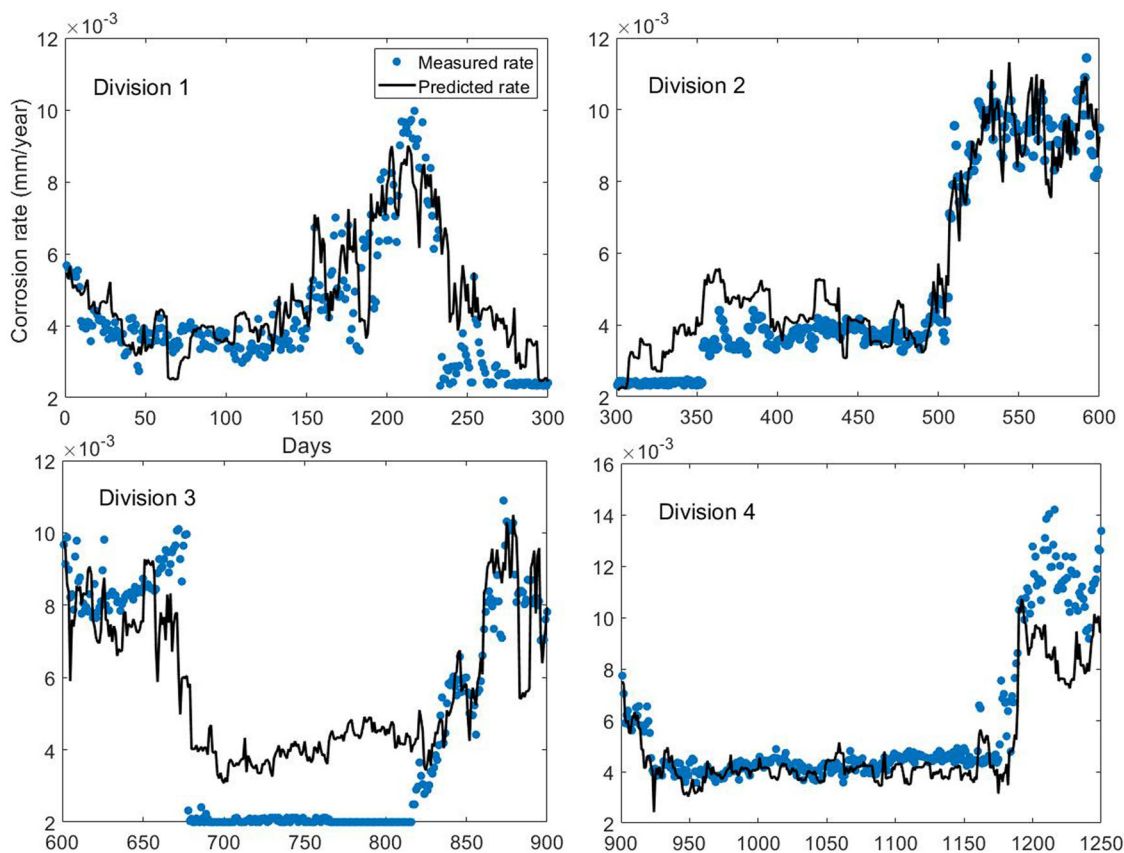 ×10⁻³
12
10
8
6
4
2
0 50 100 150 200 250 300
Division 1
Measured rate
Predicted rate
Corrosion rate (mm/year)
Days
×10⁻³
12
10
8
6
4
2
300 350 400 450 500 550 600
Division 2
×10⁻³
12
10
8
6
4
2
600 650 700 750 800 850 900
Division 3
×10⁻³
16
14
12
10
8
6
4
2
900 950 1000 1050 1100 1150 1200 1250
Division 4